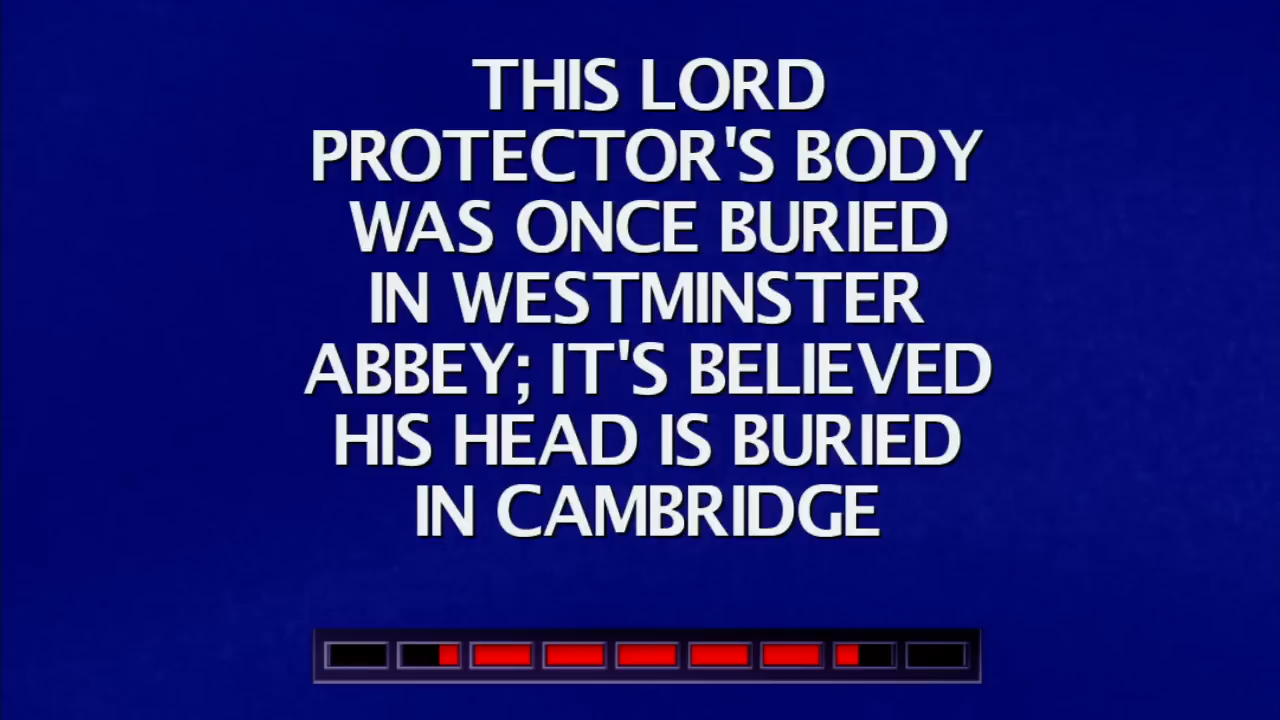 THIS LORD
PROTECTOR'S BODY
WAS ONCE BURIED
IN WESTMINSTER
ABBEY; IT'S BELIEVED
HIS HEAD IS BURIED
IN CAMBRIDGE